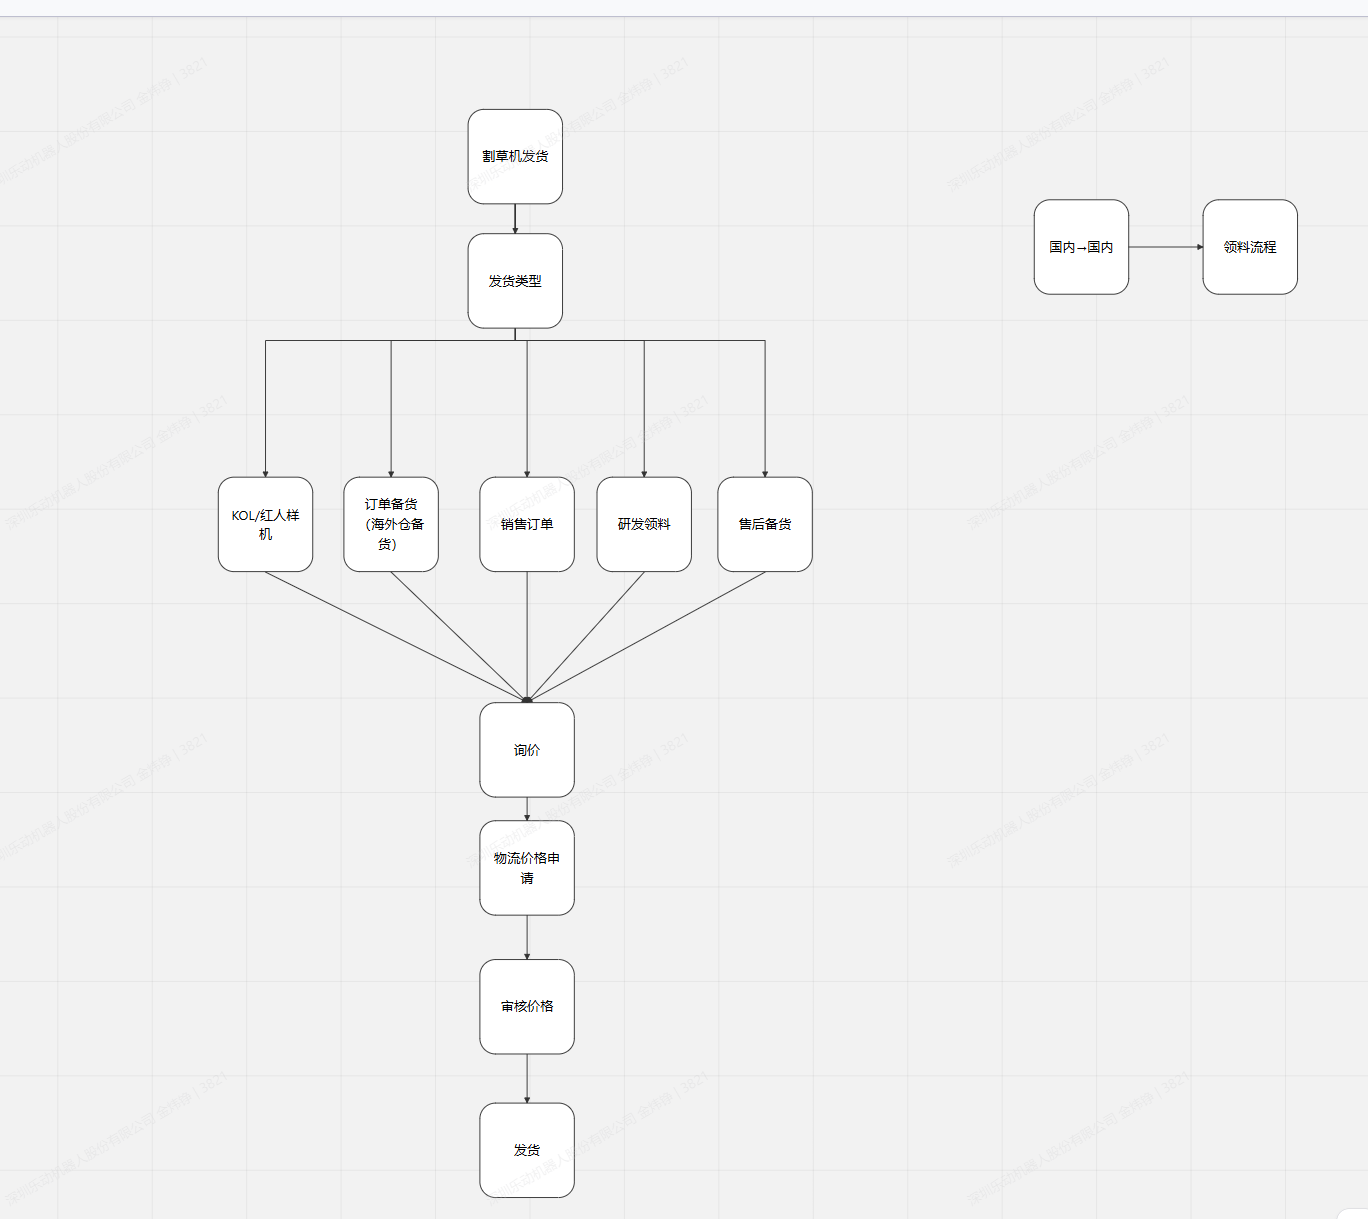 割草机发货
国内→国内
领料流程
发货类型
KOL/红人样
机
订单备货
（海外仓备
货）
销售订单
研发领料
售后备货
询价
物流价格申
请
审核价格
发货